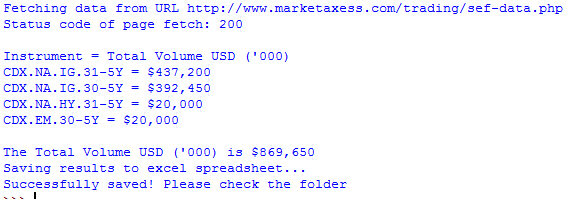 Fetching data from URL http://www.marketaxess.com/trading/sef-data.php
Status code of page fetch: 200
Instrument = Total Volume USD ('000)
CDX.NA.IG.31-5Y = $437,200
CDX.NA.IG.30-5Y = $392,450
CDX.NA.HY.31-5Y = $20,000
CDX.EM.30-5Y = $20,000
The Total Volume USD ('000) is $869,650
Saving results to excel spreadsheet...
Successfully saved! Please check the folder
>>>